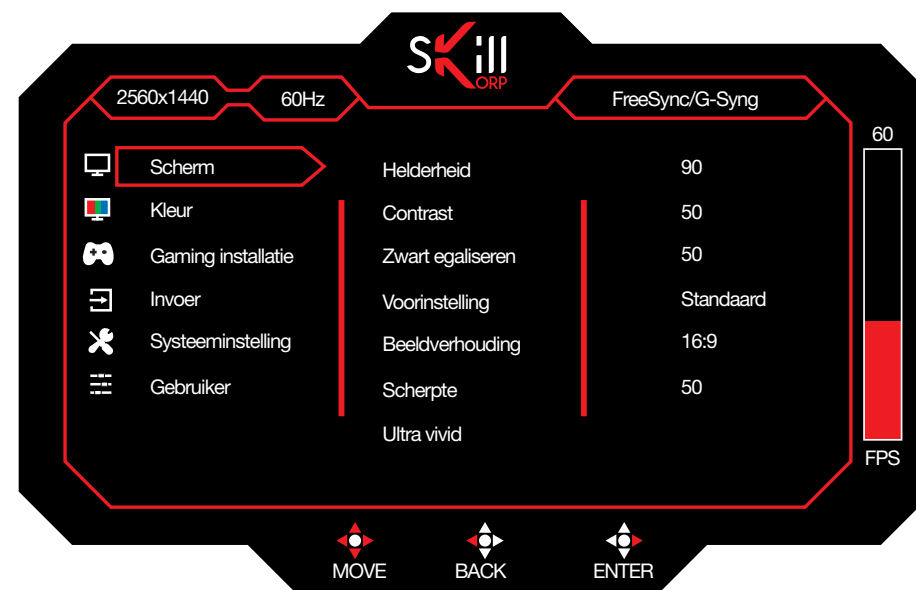 SKill
KORP
2560x1440 60Hz FreeSync/G-Syng
60
Scherm Helderheid 90
Kleur Contrast 50
Gaming installatie Zwart egaliseren 50
Invoer Voorinstelling Standaard
Systeeminstelling Beeldverhouding 16:9
Gebruiker Scherpte 50
Ultra vivid
FPS
MOVE BACK ENTER